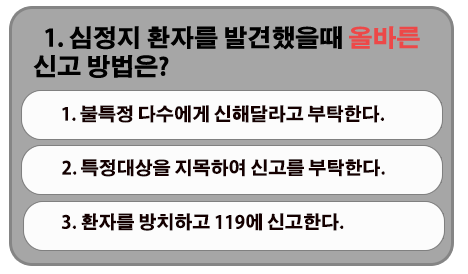 1. 심정지 환자를 발견했을때 올바른
신고 방법은?
1. 불특정 다수에게 신해달라고 부탁한다.
2. 특정대상을 지목하여 신고를 부탁한다.
3. 환자를 방치하고 119에 신고한다.